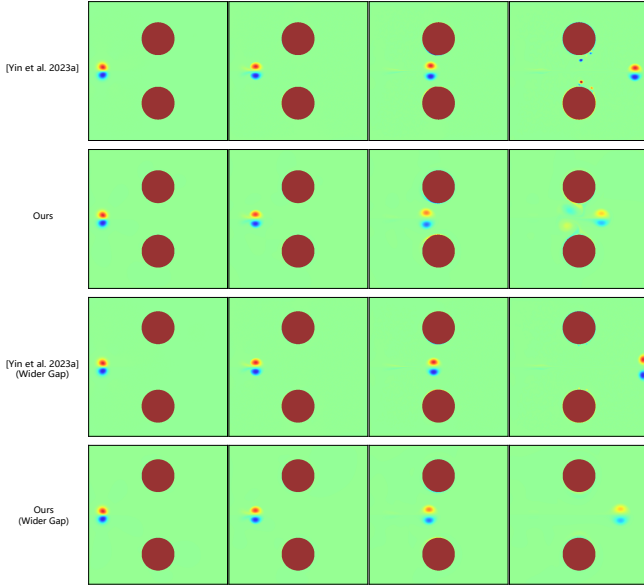 [Yin et al. 2023a]
Ours
[Yin et al. 2023a]
(Wider Gap)
Ours
(Wider Gap)